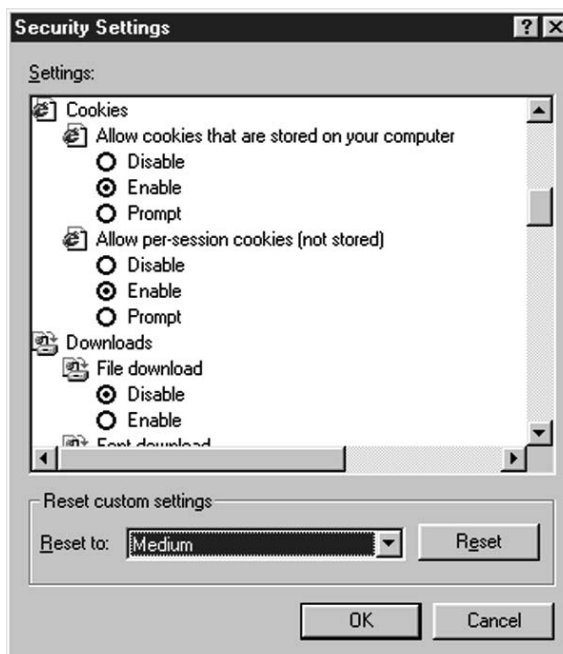 Security Settings
Settings:
Cookies
Allow cookies that are stored on your computer
Disable
Enable
Prompt
Allow per-session cookies (not stored)
Disable
Enable
Prompt
Downloads
File download
Disable
Enable
Font download
Reset custom settings
Reset to: Medium Reset
OK Cancel